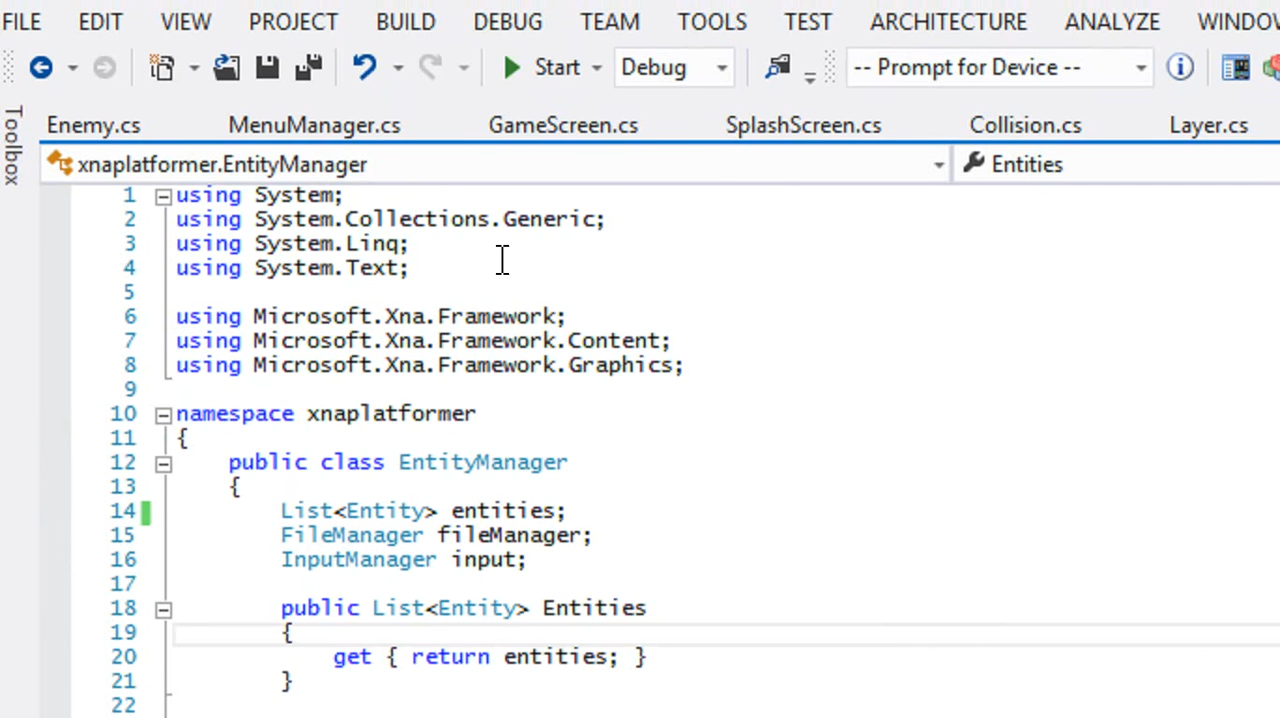 FILE EDIT VIEW PROJECT BUILD DEBUG TEAM TOOLS TEST ARCHITECTURE ANALYZE WINDOW
Start Debug -- Prompt for Device --
Toolbox
Enemy.cs MenuManager.cs GameScreen.cs SplashScreen.cs Collision.cs Layer.cs
xnaplatformer.EntityManager Entities
1 using System;
2 using System.Collections.Generic;
3 using System.Linq;
4 using System.Text;
5
6 using Microsoft.Xna.Framework;
7 using Microsoft.Xna.Framework.Content;
8 using Microsoft.Xna.Framework.Graphics;
9
10 namespace xnaplatformer
11 {
12 public class EntityManager
13 {
14 List<Entity> entities;
15 FileManager fileManager;
16 InputManager input;
17
18 public List<Entity> Entities
19 {
20 get { return entities; }
21 }
22